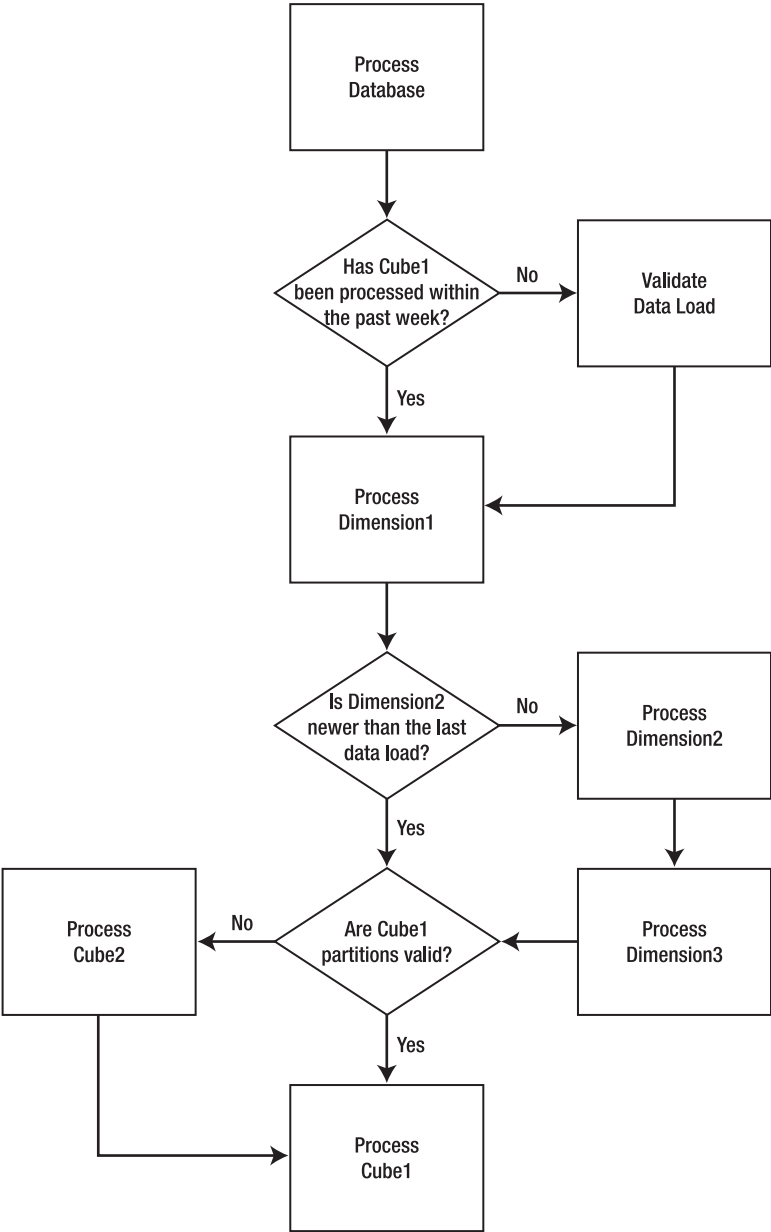 Process
Database
Has Cube1
been processed within
the past week?
No
Validate
Data Load
Yes
Process
Dimension1
Is Dimension2
newer than the last
data load?
No
Process
Dimension2
Yes
Process
Cube2
No
Are Cube1
partitions valid?
Process
Dimension3
Yes
Process
Cube1